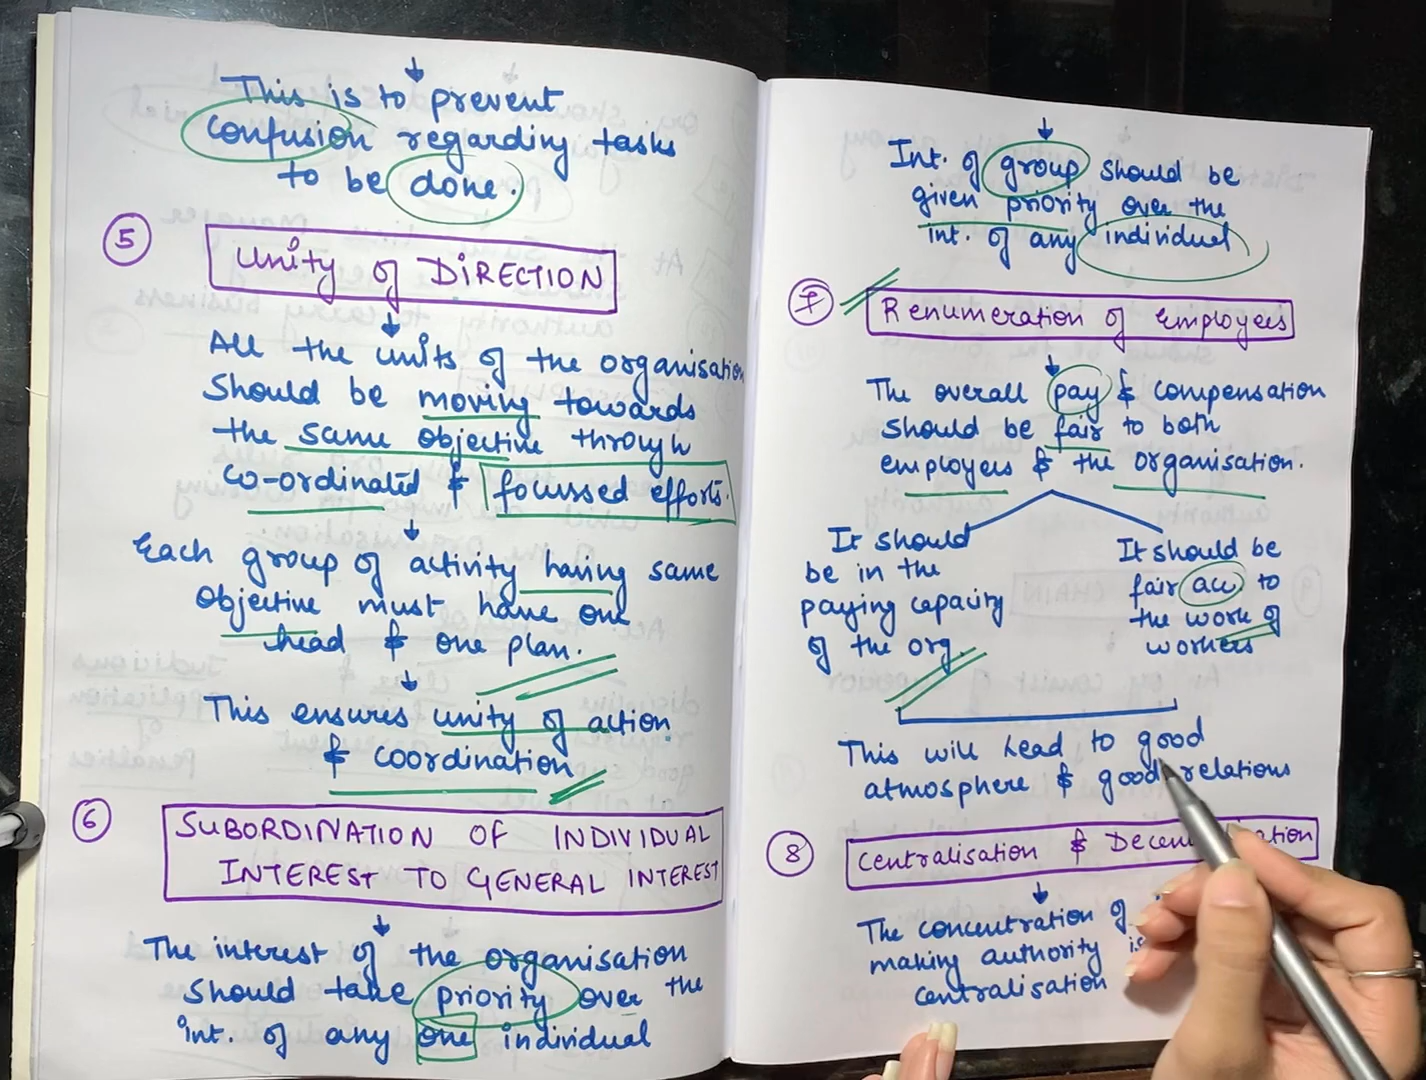 This is to prevent
confusion regarding tasks
to be done.
5 Unity of DIRECTION
All the units of the organisation
should be moving towards
the same objective through
co-ordinated & focussed efforts.
Each group of activity having same
objective must have one
head & one plan.
This ensures unity of action
& coordination
6 SUBORDINATION OF INDIVIDUAL
INTEREST TO GENERAL INTEREST
The interest of the organisation
should take priority over the
int. of any one individual
Int. of group should be
given priority over the
int. of any individual
7 Renumeration of employees
The overall pay & compensation
should be fair to both
employers & the organisation.
It should
be in the
paying capacity
of the org.
It should be
fair acc. to
the work of
workers
This will lead to good
atmosphere & good relations
8 Centralisation &
The concentration of
making authority is
centralisation